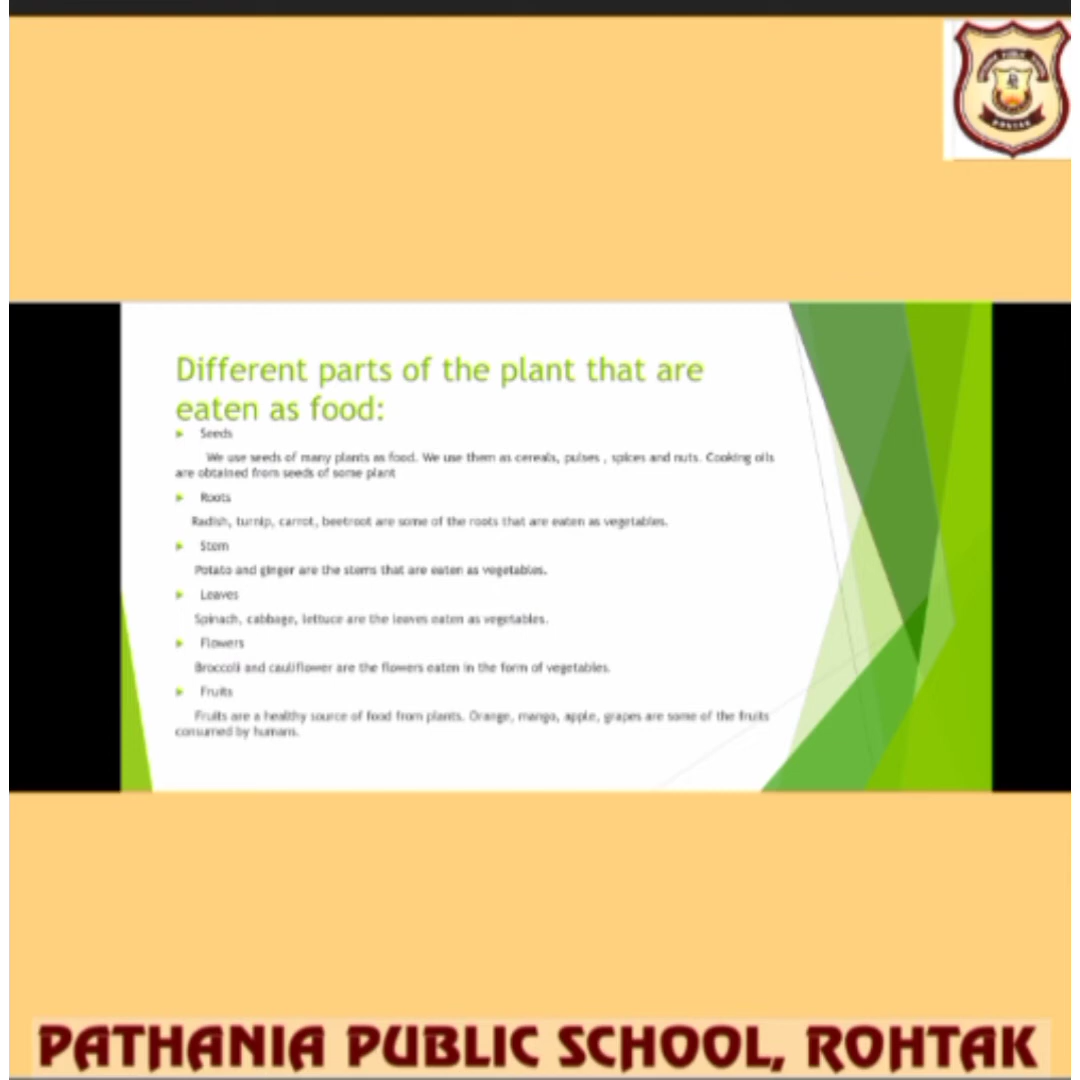 PATHANIA PUBLIC SCHOOL
ROHTAK
Different parts of the plant that are
eaten as food:
Seeds
We use seeds of many plants as food. We use them as cereals, pulses , spices and nuts. Cooking oils
are obtained from seeds of some plant
Roots
Radish, turnip, carrot, beetroot are some of the roots that are eaten as vegetables.
Stem
Potato and ginger are the stems that are eaten as vegetables.
Leaves
Spinach, cabbage, lettuce are the leaves eaten as vegetables.
Flowers
Broccoli and cauliflower are the flowers eaten in the form of vegetables.
Fruits
Fruits are a healthy source of food from plants. Orange, mango, apple, grapes are some of the fruits
consumed by humans.
PATHANIA PUBLIC SCHOOL, ROHTAK